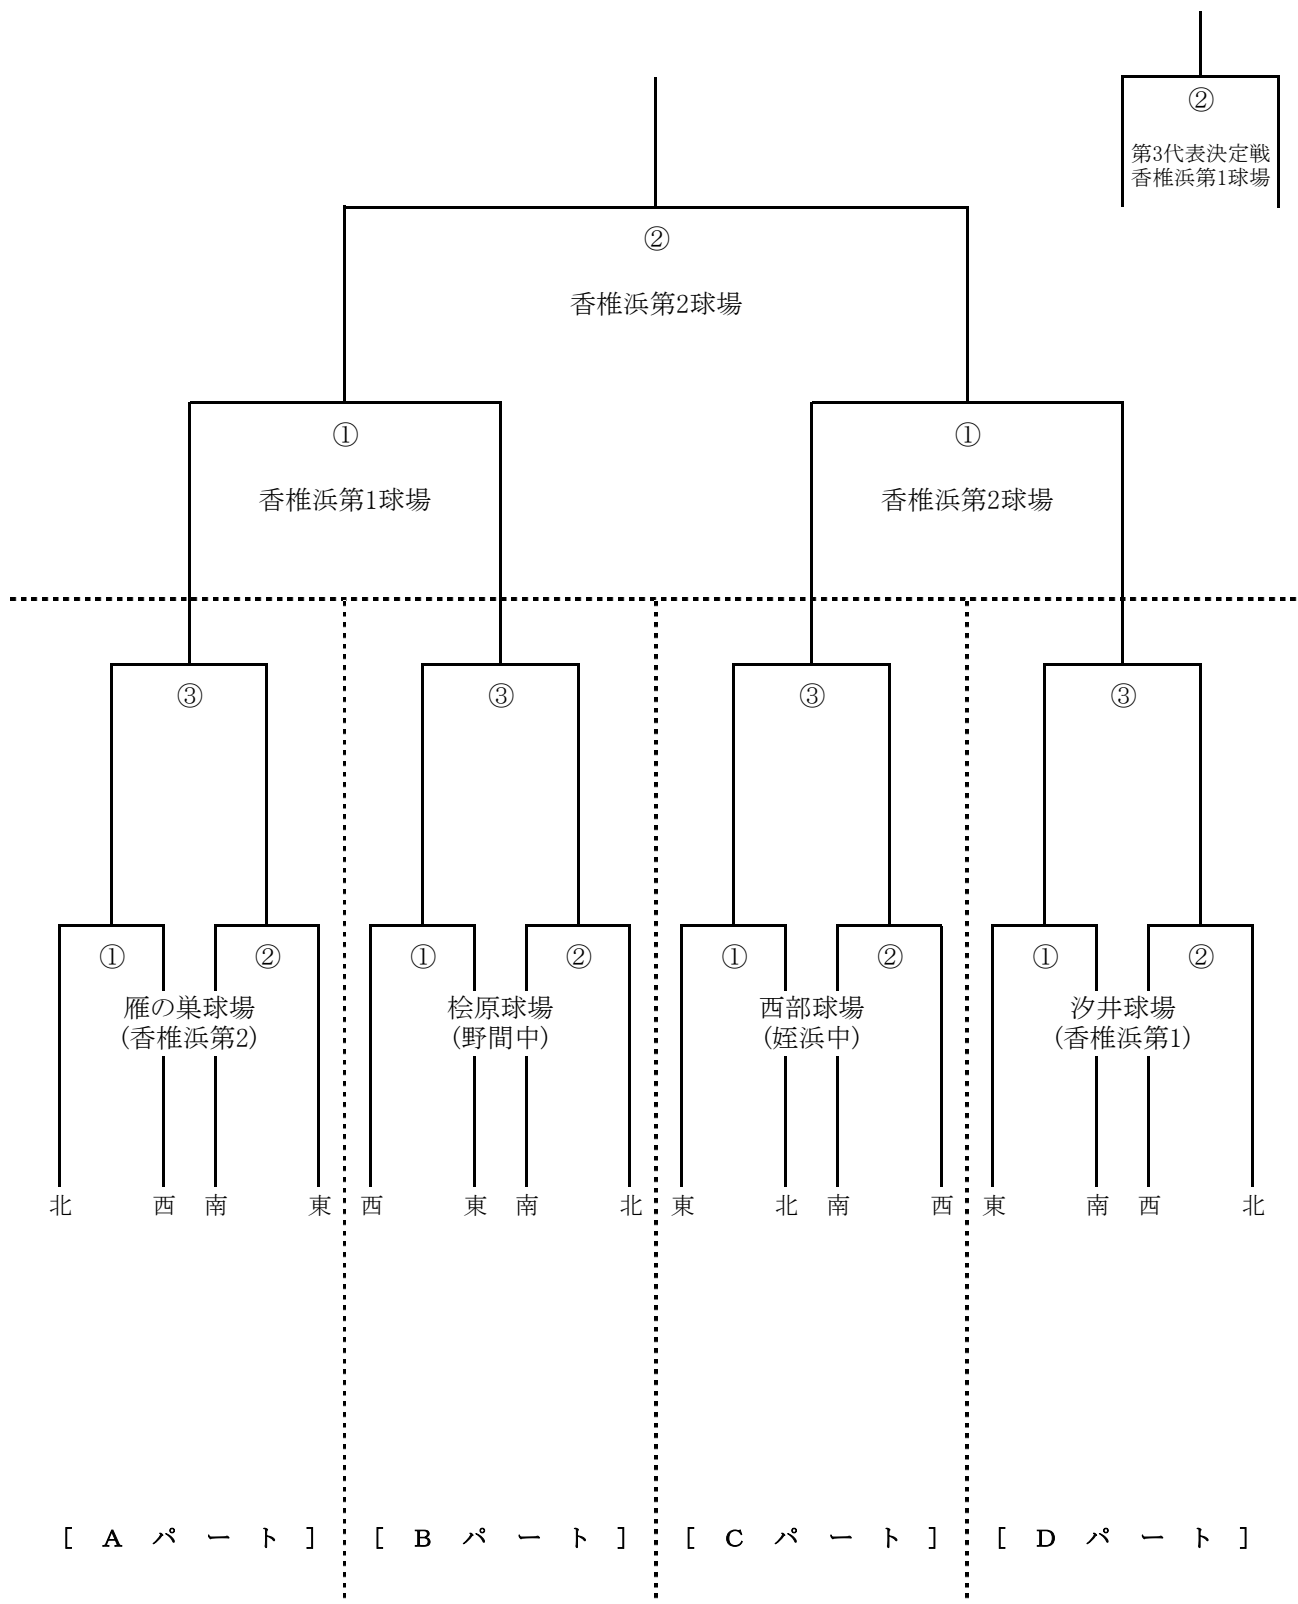 ②
第3代表決定戦
香椎浜第1球場
②
香椎浜第2球場
① ①
香椎浜第1球場 香椎浜第2球場
③ ③ ③ ③
① ② ① ② ① ② ① ②
雁の巣球場 桧原球場 西部球場 汐井球場
(香椎浜第2) (野間中) (姪浜中) (香椎浜第1)
北 西 南 東 西 東 南 北 東 北 南 西 東 南 西 北
[ A パ ー ト ] [ B パ ー ト ] [ C パ ー ト ] [ D パ ー ト ]